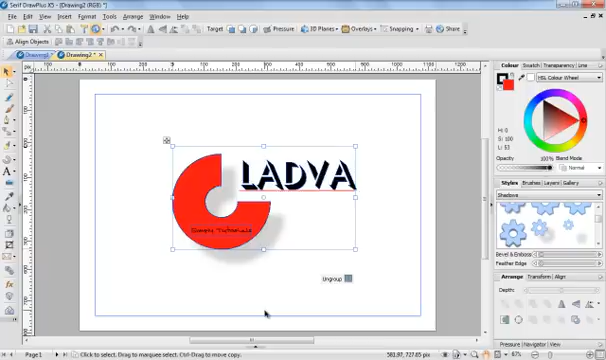 Serif DrawPlus X5 - [Drawing2 (RGB) *]
File Edit View Insert Format Tools Arrange Window Help
Target Pressure 3D Planes Overlays Snapping Share
Align Objects
Drawing1 Drawing2 *
Colour Swatch Transparency Line
HSL Colour Wheel
H: 0
S: 100
L: 53
Opacity 100% Blend Mode
Normal
Styles Brushes Layers Gallery
LADVA
Simple Tutorials
Ungroup
Bevel & Emboss
Feather Edge
Arrange Transform Align
Depth:
Pressure Navigator
Page1 Click to select. Drag to marquee select. Ctrl-Drag to move copy. 67%